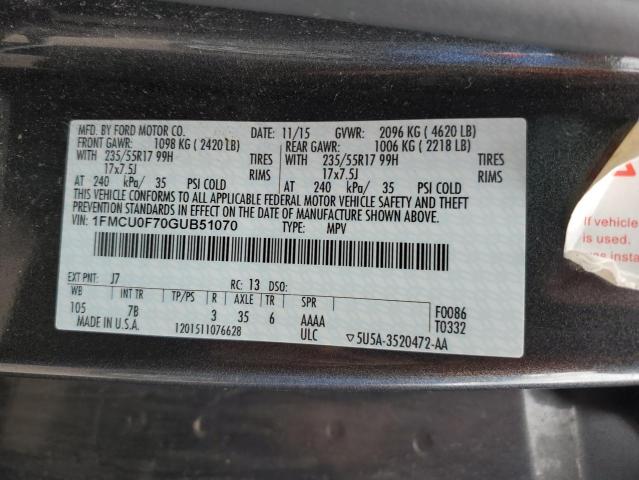 MFD. BY FORD MOTOR CO. DATE: 11/15 GVWR: 2096 KG ( 4620 LB)
FRONT GAWR: 1098 KG ( 2420 LB) REAR GAWR: 1006 KG ( 2218 LB)
WITH 235/55R17 99H TIRES WITH 235/55R17 99H TIRES
17x7.5J RIMS 17x7.5J RIMS
AT 240 kPa/ 35 PSI COLD AT 240 kPa/ 35 PSI COLD
THIS VEHICLE CONFORMS TO ALL APPLICABLE FEDERAL MOTOR VEHICLE SAFETY AND THEFT PREVENTION STANDARDS IN EFFECT ON THE DATE OF MANUFACTURE SHOWN ABOVE.
VIN: 1FMCU0F70GUB51070 TYPE: MPV
EXT PNT: J7 RC: 13 DSO:
WB INT TR TP/PS R AXLE TR SPR
105 7B 3 35 6 AAAA F0086
MADE IN U.S.A. 1201511076628 ULC T0332
▽5U5A-3520472-AA
If vehicle
is used.
insure